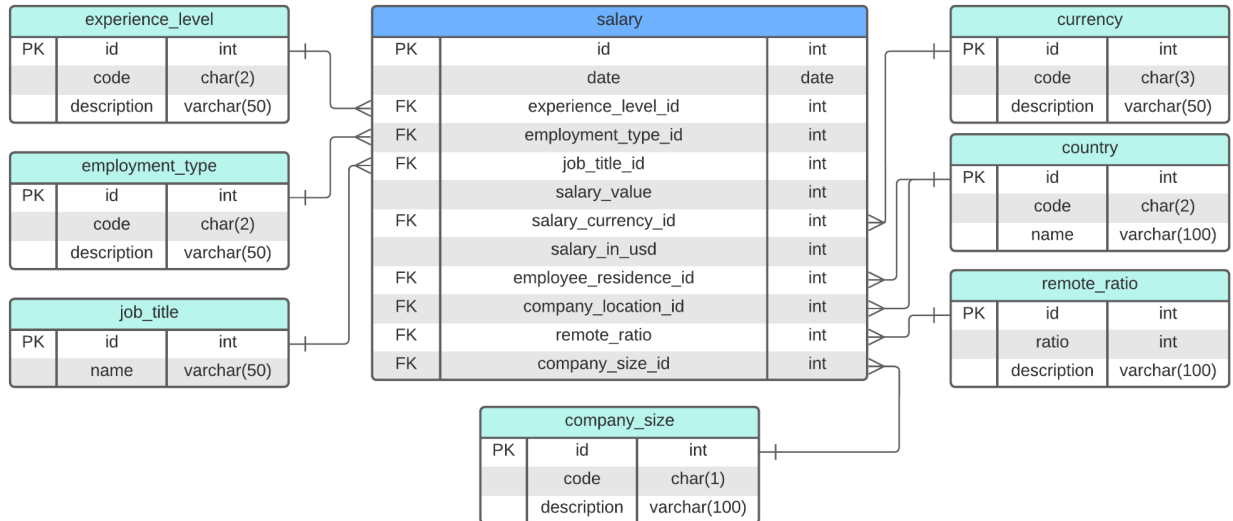 experience_level
PK id int
code char(2)
description varchar(50)
employment_type
PK id int
code char(2)
description varchar(50)
job_title
PK id int
name varchar(50)
salary
PK id int
date date
FK experience_level_id int
FK employment_type_id int
FK job_title_id int
salary_value int
FK salary_currency_id int
salary_in_usd int
FK employee_residence_id int
FK company_location_id int
FK remote_ratio int
FK company_size_id int
currency
PK id int
code char(3)
description varchar(50)
country
PK id int
code char(2)
name varchar(100)
remote_ratio
PK id int
ratio int
description varchar(100)
company_size
PK id int
code char(1)
description varchar(100)